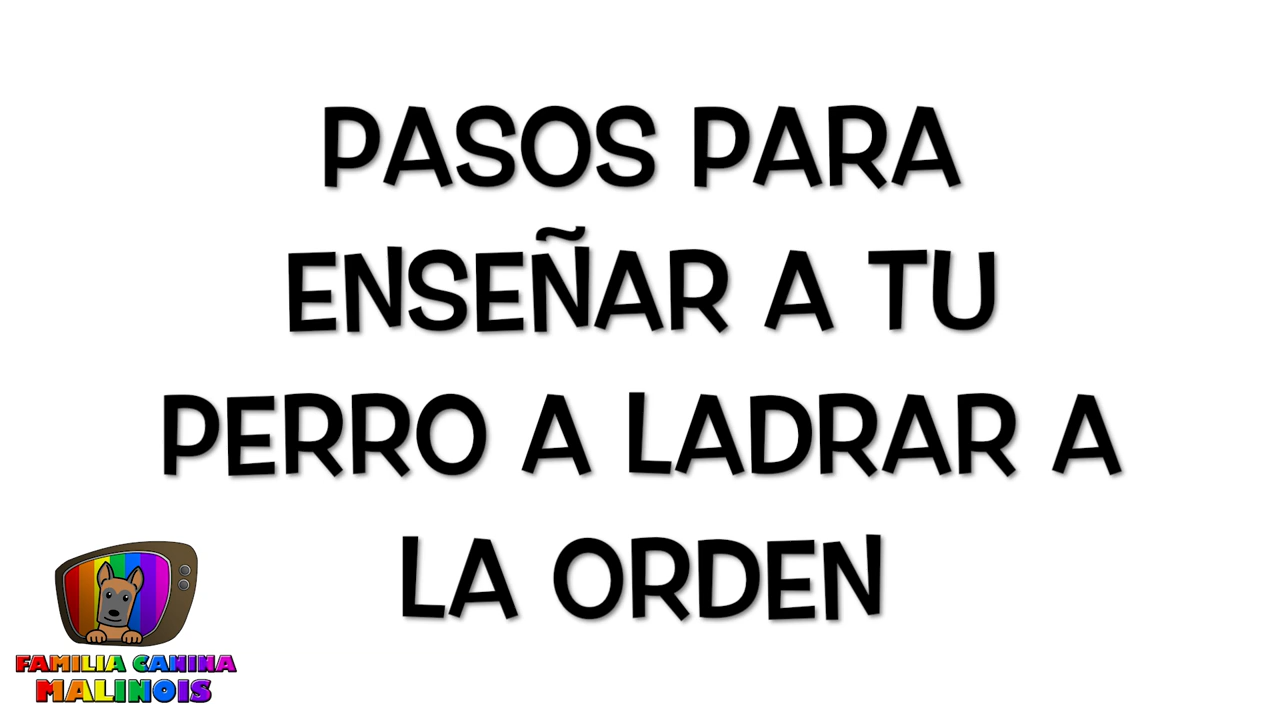 PASOS PARA
ENSEÑAR A TU
PERRO A LADRAR A
LA ORDEN
FAMILIA CANINA
MALINOIS